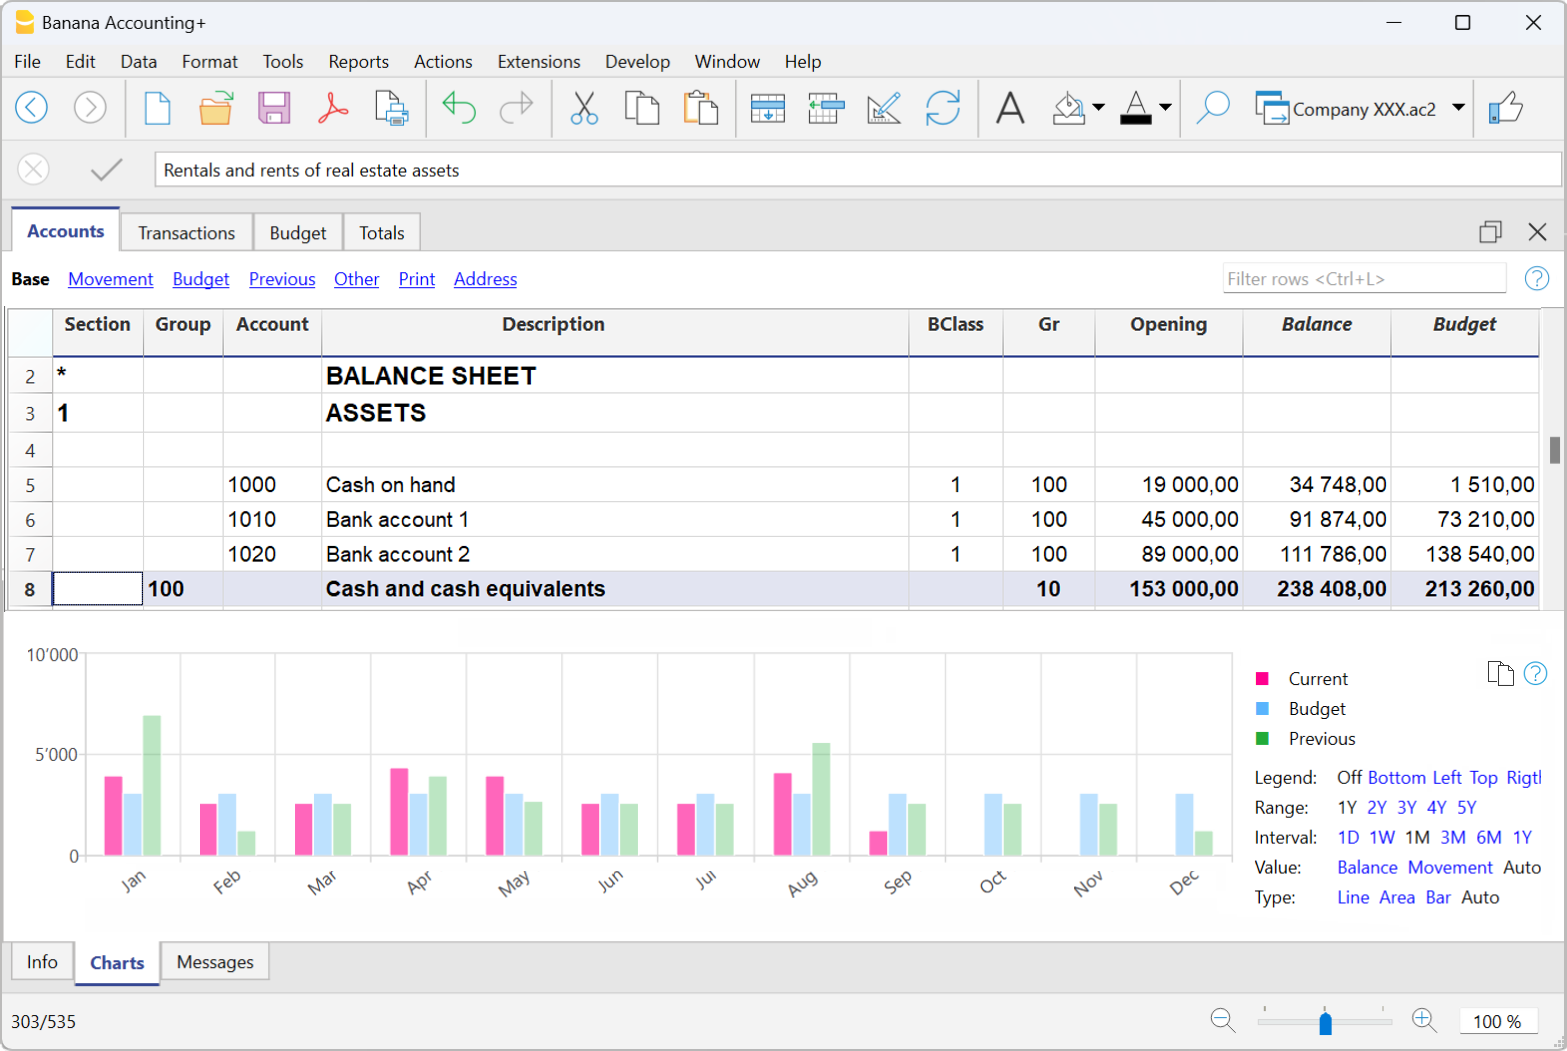 Banana Accounting+
File Edit Data Format Tools Reports Actions Extensions Develop Window Help
Company XXX.ac2
Rentals and rents of real estate assets
Accounts Transactions Budget Totals
Base Movement Budget Previous Other Print Address Filter rows <Ctrl+L>
Section Group Account Description BClass Gr Opening Balance Budget
2 * BALANCE SHEET
3 1 ASSETS
4
5 1000 Cash on hand 1 100 19 000,00 34 748,00 1 510,00
6 1010 Bank account 1 1 100 45 000,00 91 874,00 73 210,00
7 1020 Bank account 2 1 100 89 000,00 111 786,00 138 540,00
8 100 Cash and cash equivalents 10 153 000,00 238 408,00 213 260,00
10'000
5'000
0
Jan Feb Mar Apr May Jun Jul Aug Sep Oct Nov Dec
Current
Budget
Previous
Legend: Off Bottom Left Top Rigth
Range: 1Y 2Y 3Y 4Y 5Y
Interval: 1D 1W 1M 3M 6M 1Y
Value: Balance Movement Auto
Type: Line Area Bar Auto
Info Charts Messages
303/535 100 %